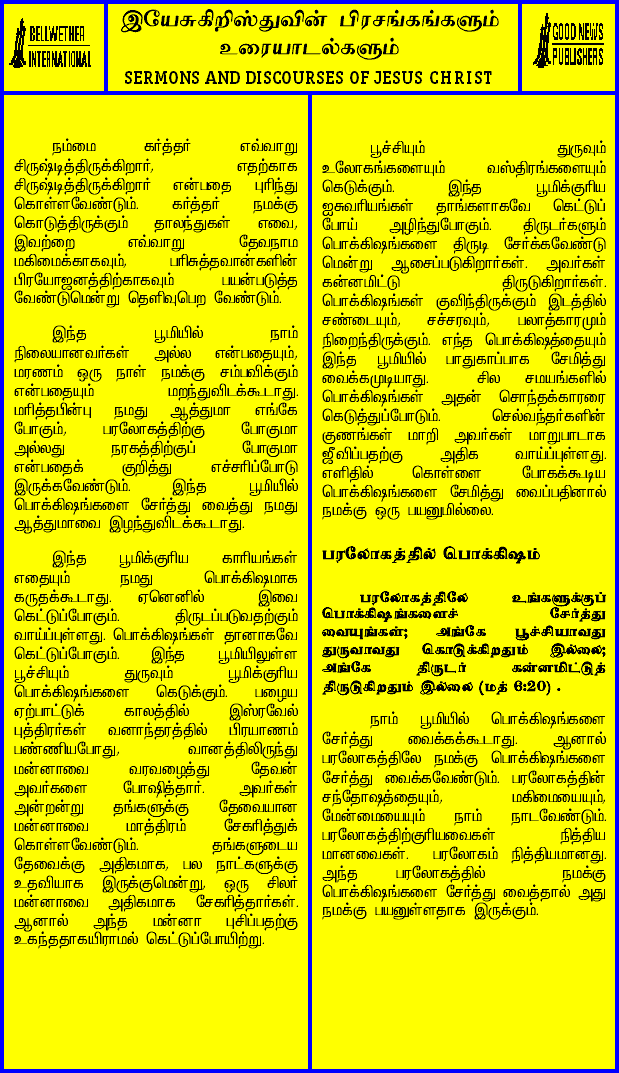 BELLWETHER
INTERNATIONAL
இயேசுகிறிஸ்துவின் பிரசங்கங்களும்
உரையாடல்களும்
SERMONS AND DISCOURSES OF JESUS CHRIST
GOOD NEWS
PUBLISHERS
நம்மை கர்த்தர் எவ்வாறு
சிருஷ்டித்திருக்கிறார், எதற்காக
சிருஷ்டித்திருக்கிறார் என்பதை புரிந்து
கொள்ளவேண்டும். கர்த்தர் நமக்கு
கொடுத்திருக்கும் தாலந்துகள் எவை,
இவற்றை எவ்வாறு தேவநாம
மகிமைக்காகவும், பரிசுத்தவான்களின்
பிரயோஜனத்திற்காகவும் பயன்படுத்த
வேண்டுமென்று தெளிவுபெற வேண்டும்.
இந்த பூமியில் நாம்
நிலையானவர்கள் அல்ல என்பதையும்,
மரணம் ஒரு நாள் நமக்கு சம்பவிக்கும்
என்பதையும் மறந்துவிடக்கூடாது.
மரித்தபின்பு நமது ஆத்துமா எங்கே
போகும், பரலோகத்திற்கு போகுமா
அல்லது நரகத்திற்குப் போகுமா
என்பதைக் குறித்து எச்சரிப்போடு
இருக்கவேண்டும். இந்த பூமியில்
பொக்கிஷங்களை சேர்த்து வைத்து நமது
ஆத்துமாவை இழந்துவிடக்கூடாது.
இந்த பூமிக்குரிய காரியங்கள்
எதையும் நமது பொக்கிஷமாக
கருதக்கூடாது. ஏனெனில் இவை
கெட்டுப்போகும். திருடப்படுவதற்கும்
வாய்ப்புள்ளது. பொக்கிஷங்கள் தானாகவே
கெட்டுப்போகும். இந்த பூமியிலுள்ள
பூச்சியும் துருவும் பூமிக்குரிய
பொக்கிஷங்களை கெடுக்கும். பழைய
ஏற்பாட்டுக் காலத்தில் இஸ்ரவேல்
புத்திரர்கள் வனாந்தரத்தில் பிரயாணம்
பண்ணியபோது, வானத்திலிருந்து
மன்னாவை வரவழைத்து தேவன்
அவர்களை போஷித்தார். அவர்கள்
அன்றன்று தங்களுக்கு தேவையான
மன்னாவை மாத்திரம் சேகரித்துக்
கொள்ளவேண்டும். தங்களுடைய
தேவைக்கு அதிகமாக, பல நாட்களுக்கு
உதவியாக இருக்குமென்று, ஒரு சிலர்
மன்னாவை அதிகமாக சேகரித்தார்கள்.
ஆனால் அந்த மன்னா புசிப்பதற்கு
உகந்ததாகயிராமல் கெட்டுப்போயிற்று.
பூச்சியும் துருவும்
உலோகங்களையும் வஸ்திரங்களையும்
கெடுக்கும். இந்த பூமிக்குரிய
ஐசுவரியங்கள் தாங்களாகவே கெட்டுப்
போய் அழிந்துபோகும். திருடர்களும்
பொக்கிஷங்களை திருடி சேர்க்கவேண்டு
மென்று ஆசைப்படுகிறார்கள். அவர்கள்
கன்னமிட்டு திருடுகிறார்கள்.
பொக்கிஷங்கள் குவிந்திருக்கும் இடத்தில்
சண்டையும், சச்சரவும், பலாத்காரமும்
நிறைந்திருக்கும். எந்த பொக்கிஷத்தையும்
இந்த பூமியில் பாதுகாப்பாக சேமித்து
வைக்கமுடியாது. சில சமயங்களில்
பொக்கிஷங்கள் அதன் சொந்தக்காரரை
கெடுத்துப்போடும். செல்வந்தர்களின்
குணங்கள் மாறி அவர்கள் மாறுபாடாக
ஜீவிப்பதற்கு அதிக வாய்ப்புள்ளது.
எளிதில் கொள்ளை போகக்கூடிய
பொக்கிஷங்களை சேமித்து வைப்பதினால்
நமக்கு ஒரு பயனுமில்லை.
பரலோகத்தில் பொக்கிஷம்
பரலோகத்திலே உங்களுக்குப்
பொக்கிஷங்களைச் சேர்த்து
வையுங்கள்; அங்கே பூச்சியாவது
துருவாவது கெடுக்கிறதும் இல்லை;
அங்கே திருடர் கன்னமிட்டுத்
திருடுகிறதும் இல்லை (மத் 6:20) .
நாம் பூமியில் பொக்கிஷங்களை
சேர்த்து வைக்கக்கூடாது. ஆனால்
பரலோகத்திலே நமக்கு பொக்கிஷங்களை
சேர்த்து வைக்கவேண்டும். பரலோகத்தின்
சந்தோஷத்தையும், மகிமையையும்,
மேன்மையையும் நாம் நாடவேண்டும்.
பரலோகத்திற்குரியவைகள் நித்திய
மானவைகள். பரலோகம் நித்தியமானது.
அந்த பரலோகத்தில் நமக்கு
பொக்கிஷங்களை சேர்த்து வைத்தால் அது
நமக்கு பயனுள்ளதாக இருக்கும்.